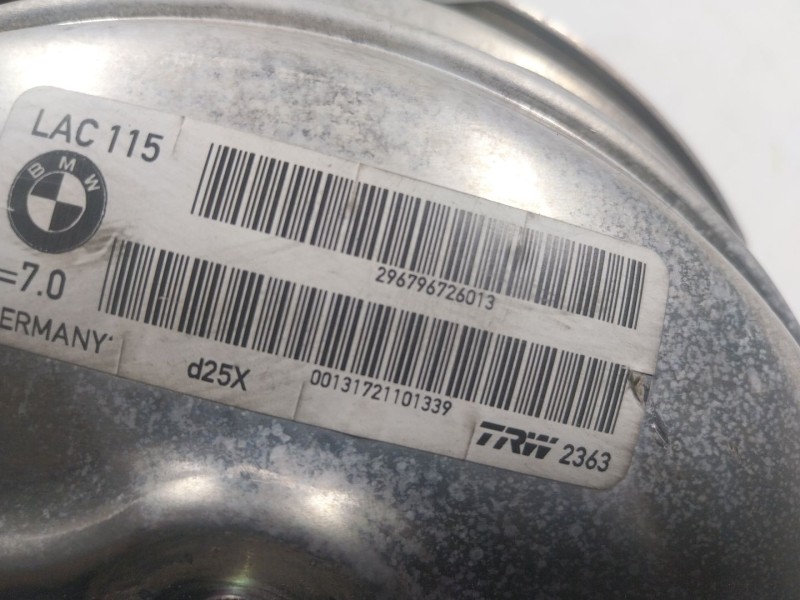 LAC 115
BMW
296796726013
=7.0
ERMANY
d25X
00131721101339
TRW 2363